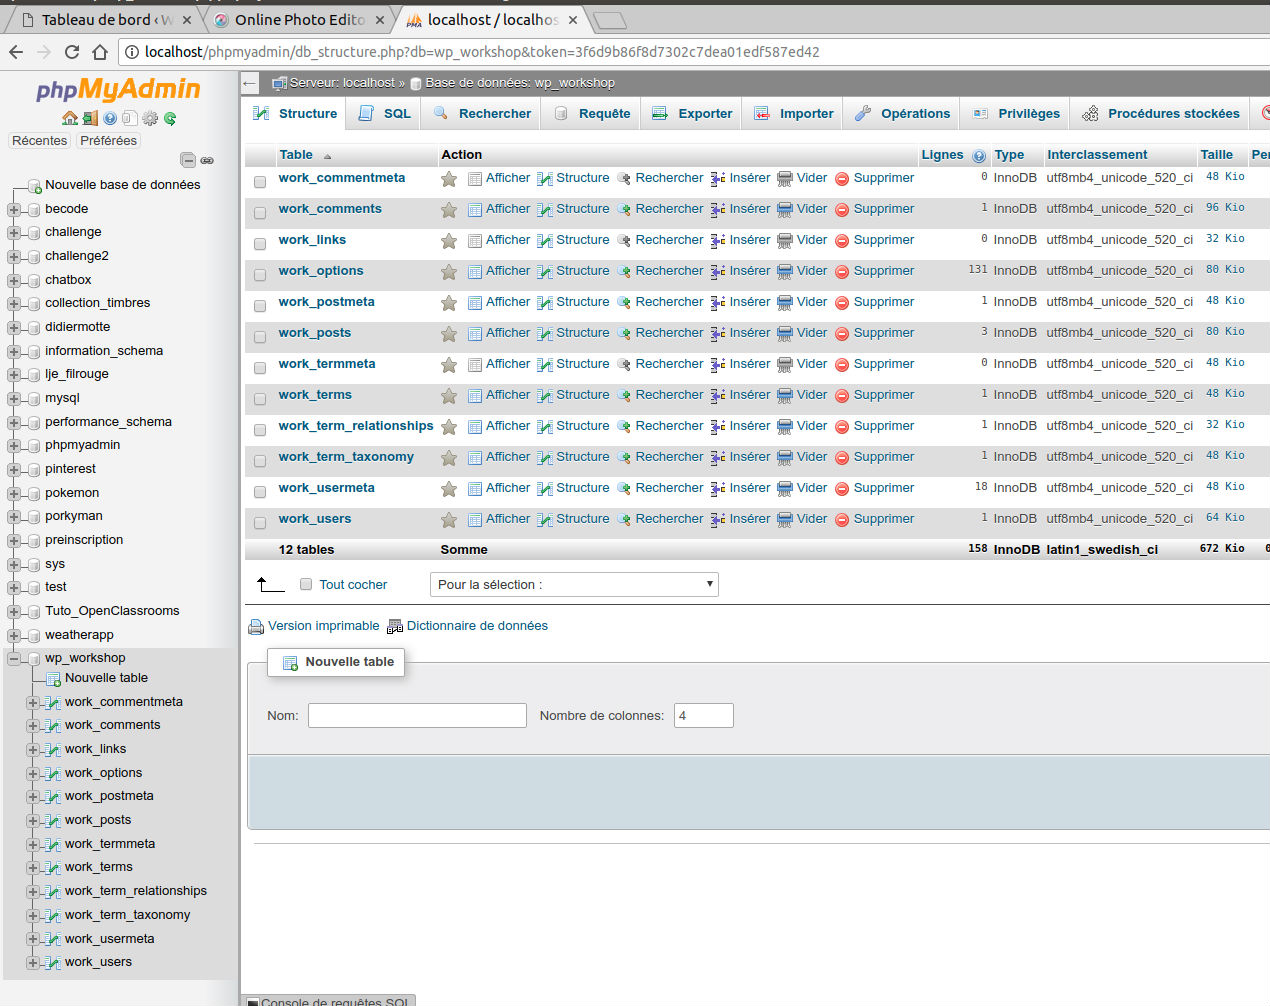 Tableau de bord ‹ W
Online Photo Edito
localhost / localhos
localhost/phpmyadmin/db_structure.php?db=wp_workshop&token=3f6d9b86f8d7302c7dea01edf587ed42
phpMyAdmin
Récentes Préférées
Nouvelle base de données
becode
challenge
challenge2
chatbox
collection_timbres
didiermotte
information_schema
lje_filrouge
mysql
performance_schema
phpmyadmin
pinterest
pokemon
porkyman
preinscription
sys
test
Tuto_OpenClassrooms
weatherapp
wp_workshop
Nouvelle table
work_commentmeta
work_comments
work_links
work_options
work_postmeta
work_posts
work_termmeta
work_terms
work_term_relationships
work_term_taxonomy
work_usermeta
work_users
Serveur: localhost » Base de données: wp_workshop
Structure SQL Rechercher Requête Exporter Importer Opérations Privilèges Procédures stockées
Table Action Lignes Type Interclassement Taille Per
work_commentmeta Afficher Structure Rechercher Insérer Vider Supprimer 0 InnoDB utf8mb4_unicode_520_ci 48 Kio
work_comments Afficher Structure Rechercher Insérer Vider Supprimer 1 InnoDB utf8mb4_unicode_520_ci 96 Kio
work_links Afficher Structure Rechercher Insérer Vider Supprimer 0 InnoDB utf8mb4_unicode_520_ci 32 Kio
work_options Afficher Structure Rechercher Insérer Vider Supprimer 131 InnoDB utf8mb4_unicode_520_ci 80 Kio
work_postmeta Afficher Structure Rechercher Insérer Vider Supprimer 1 InnoDB utf8mb4_unicode_520_ci 48 Kio
work_posts Afficher Structure Rechercher Insérer Vider Supprimer 3 InnoDB utf8mb4_unicode_520_ci 80 Kio
work_termmeta Afficher Structure Rechercher Insérer Vider Supprimer 0 InnoDB utf8mb4_unicode_520_ci 48 Kio
work_terms Afficher Structure Rechercher Insérer Vider Supprimer 1 InnoDB utf8mb4_unicode_520_ci 48 Kio
work_term_relationships Afficher Structure Rechercher Insérer Vider Supprimer 1 InnoDB utf8mb4_unicode_520_ci 32 Kio
work_term_taxonomy Afficher Structure Rechercher Insérer Vider Supprimer 1 InnoDB utf8mb4_unicode_520_ci 48 Kio
work_usermeta Afficher Structure Rechercher Insérer Vider Supprimer 18 InnoDB utf8mb4_unicode_520_ci 48 Kio
work_users Afficher Structure Rechercher Insérer Vider Supprimer 1 InnoDB utf8mb4_unicode_520_ci 64 Kio
12 tables Somme 158 InnoDB latin1_swedish_ci 672 Kio 0
Tout cocher Pour la sélection :
Version imprimable Dictionnaire de données
Nouvelle table
Nom: Nombre de colonnes: 4
Console de requêtes SQL